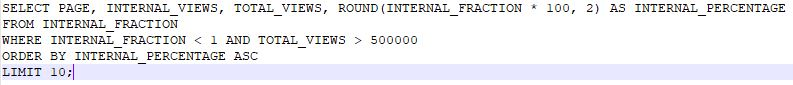 SELECT PAGE, INTERNAL_VIEWS, TOTAL_VIEWS, ROUND(INTERNAL_FRACTION * 100, 2) AS INTERNAL_PERCENTAGE
FROM INTERNAL_FRACTION
WHERE INTERNAL_FRACTION < 1 AND TOTAL_VIEWS > 500000
ORDER BY INTERNAL_PERCENTAGE ASC
LIMIT 10;